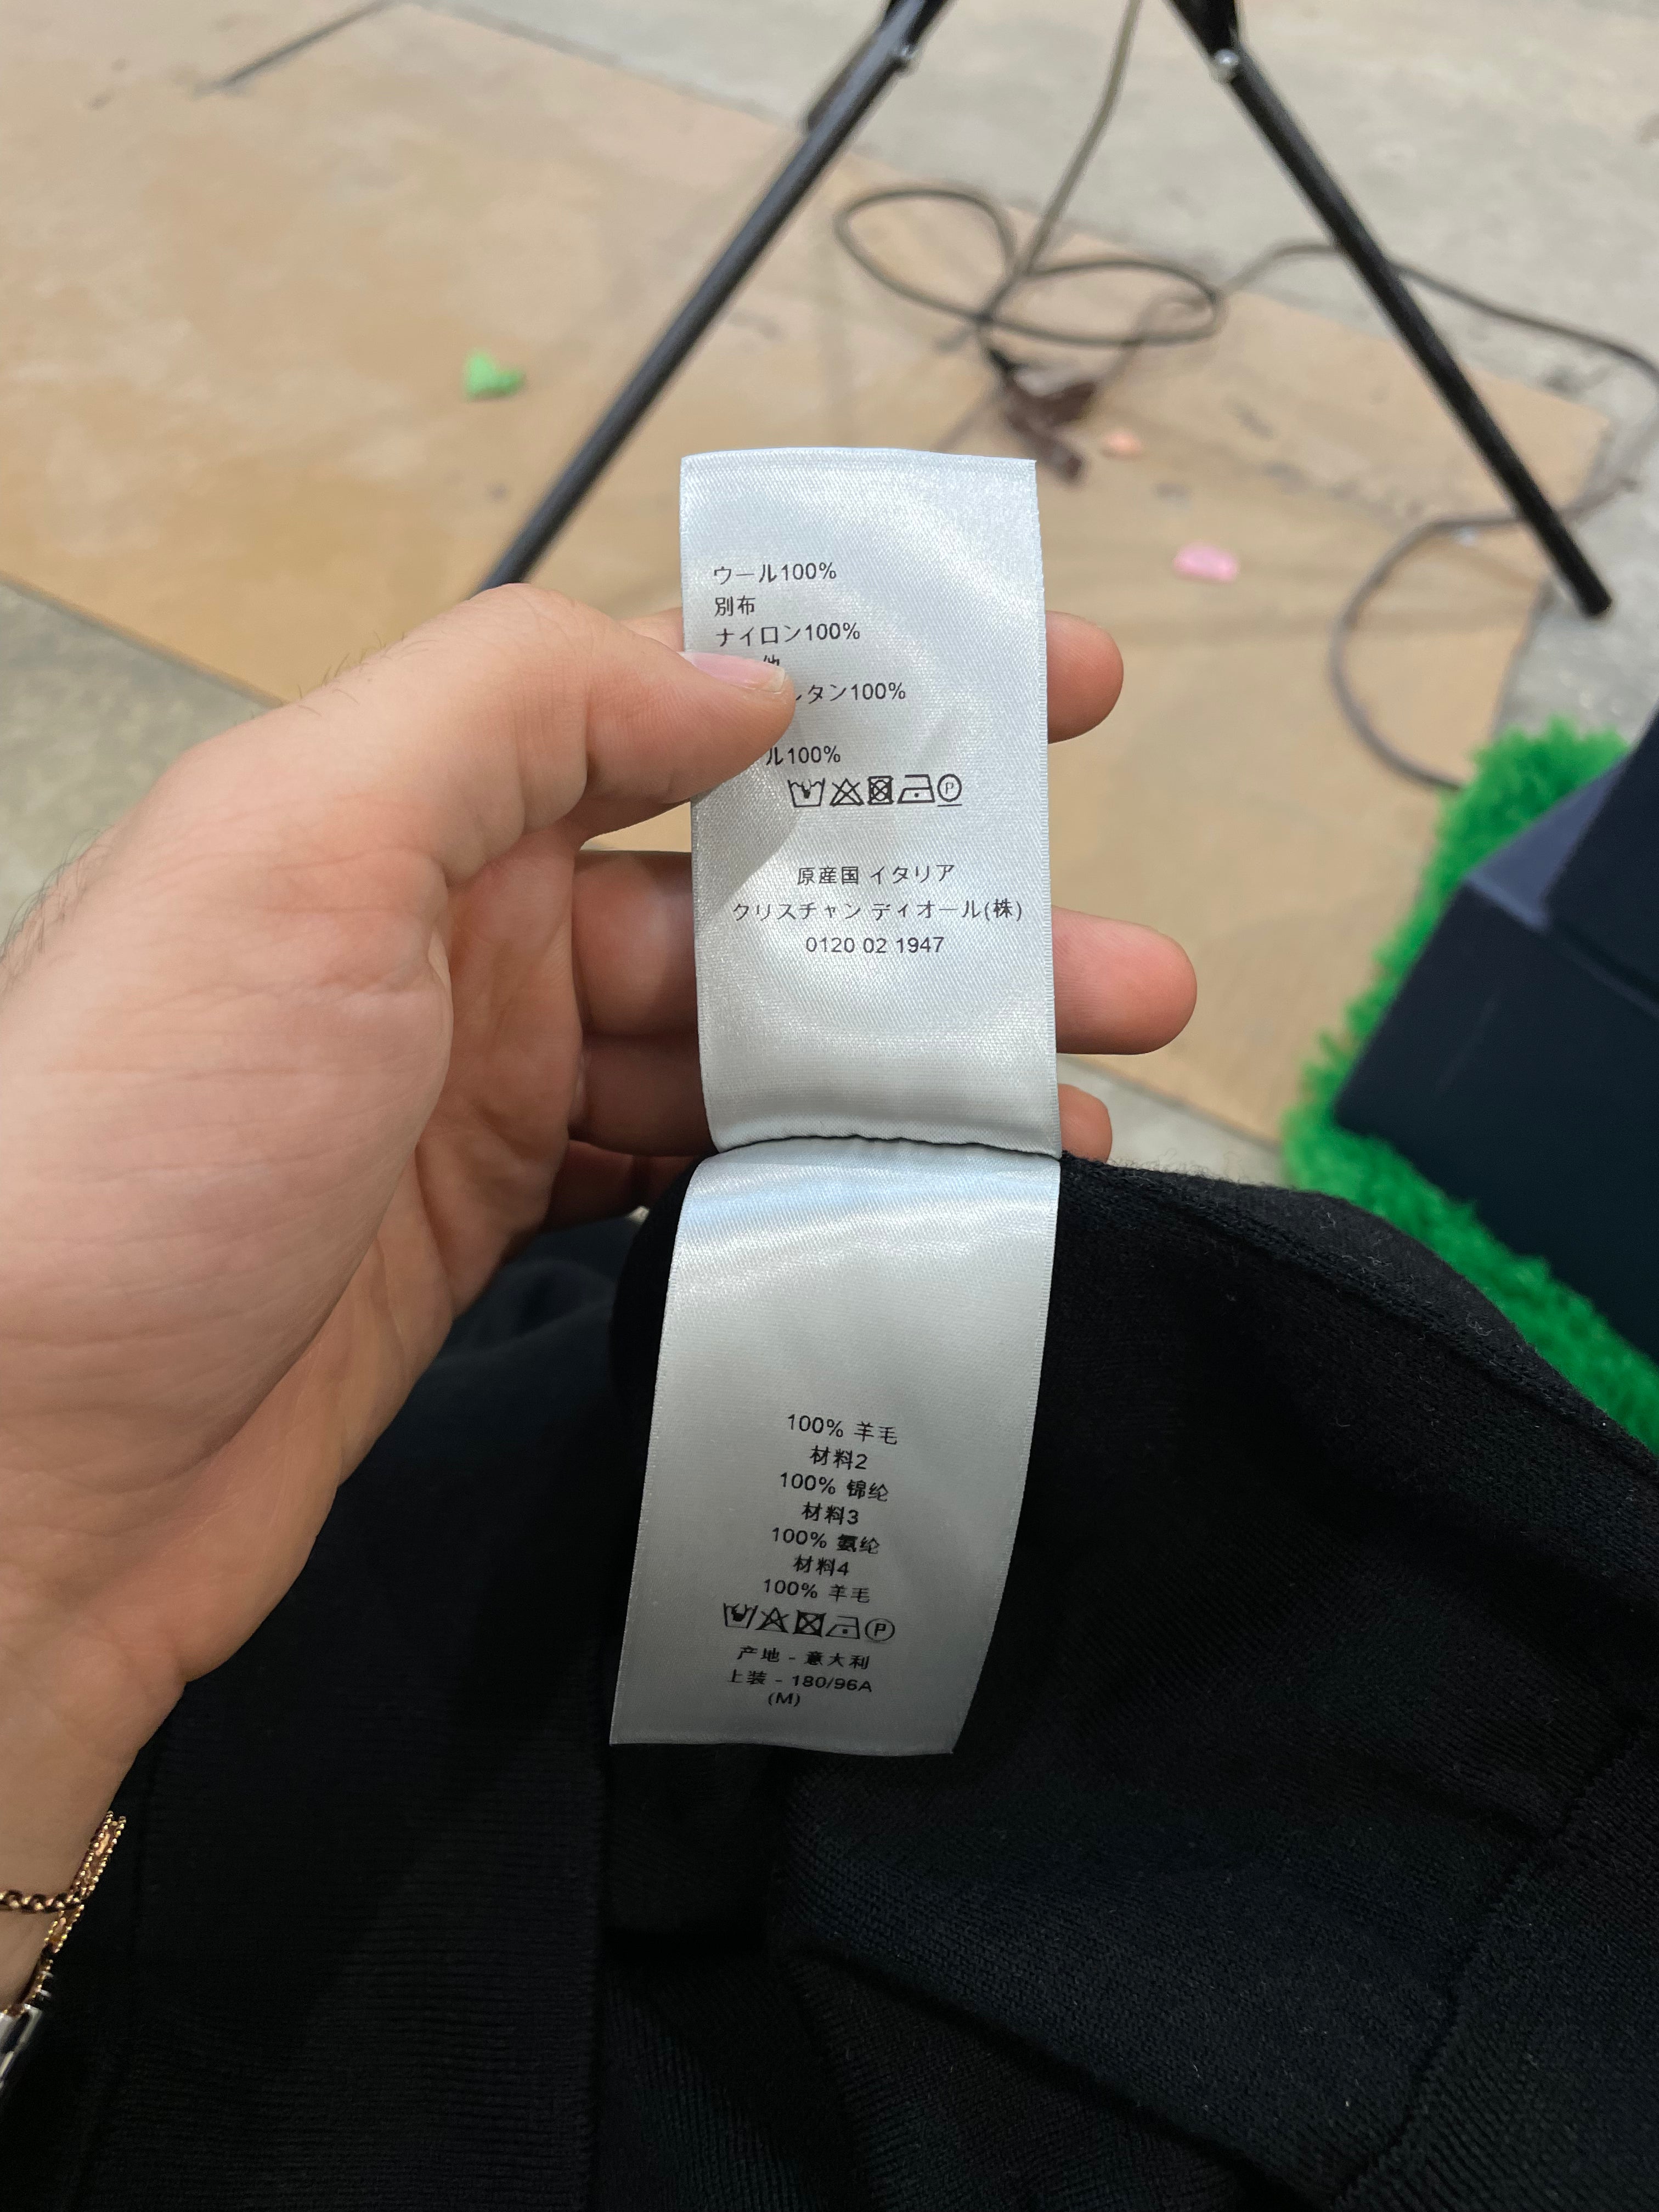 ウール100%
別布
ナイロン100%
他
タン100%
ル100%
P
原産国 イタリア
クリスチャン ディオール(株)
0120 02 1947
100% 羊毛
材料2
100% 锦纶
材料3
100% 氨纶
材料4
100% 羊毛
P
产地 - 意大利
上装 - 180/96A
(M)